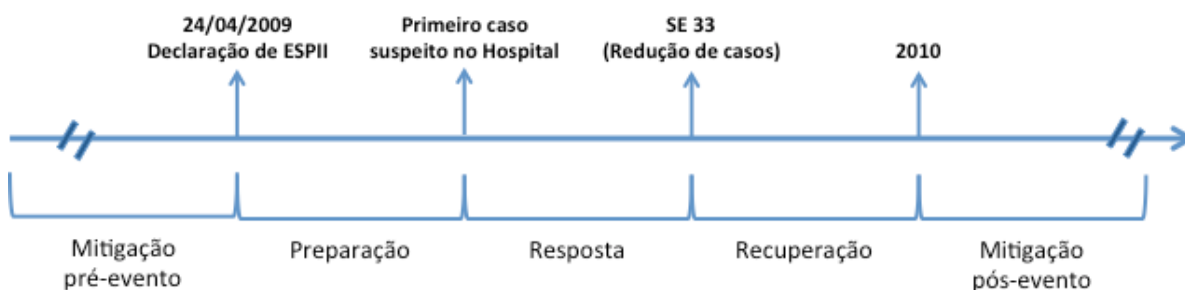 24/04/2009
Declaração de ESPII
Primeiro caso
suspeito no Hospital
SE 33
(Redução de casos)
2010
Mitigação
pré-evento
Preparação
Resposta
Recuperação
Mitigação
pós-evento